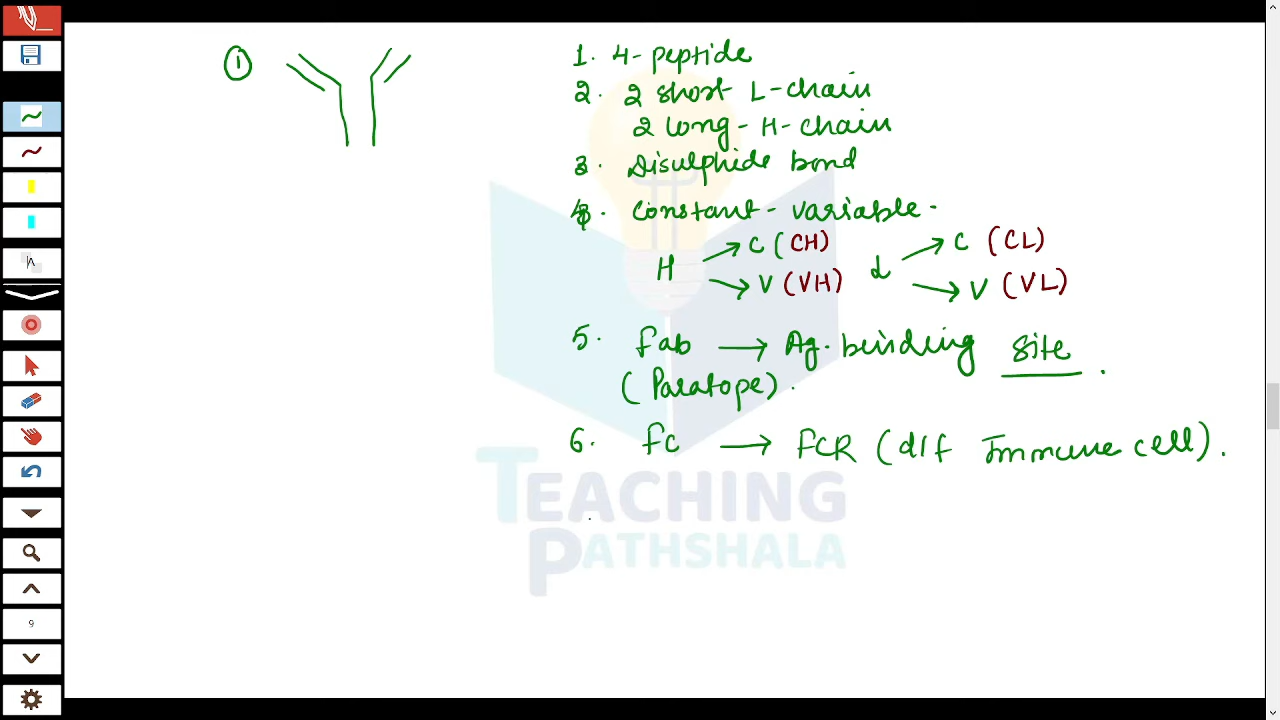 ①
1. 4-peptide
2. 2 short L-chain
2 long-H-chain
3. Disulphide bond
4. Constant-variable-
H → C (CH) L → C (CL)
→ V (VH) → V (VL)
5. Fab → Ag.binding site.
(Paratope).
6. FC → FCR (d/f Immune cell).
TEACHING
PATHSHALA
9